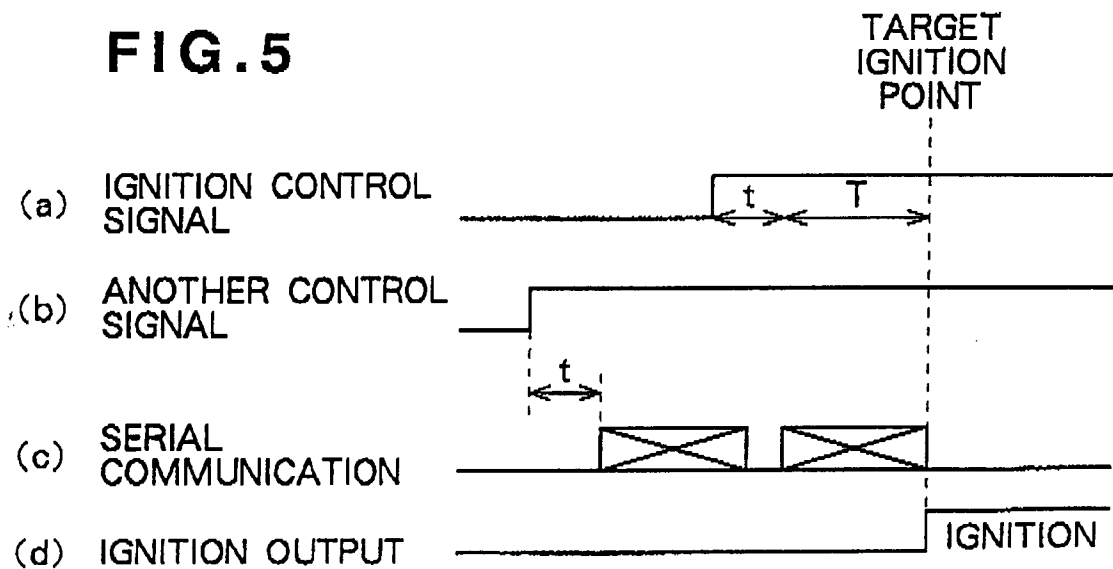 FIG.5
TARGET
IGNITION
POINT
(a) IGNITION CONTROL
SIGNAL
t T
(b) ANOTHER CONTROL
SIGNAL
t
(c) SERIAL
COMMUNICATION
(d) IGNITION OUTPUT
IGNITION